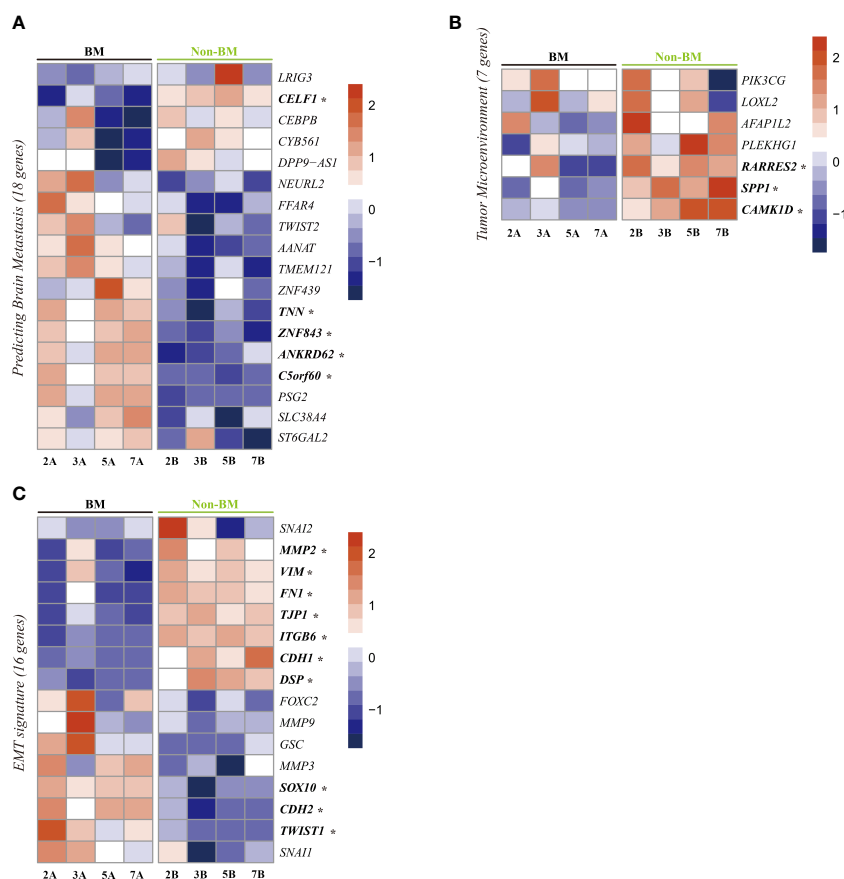 A
BM
Non-BM
Predicting Brain Metastasis (18 genes)
LRIG3
CELF1 *
CEBPB
CYB561
DPP9−AS1
NEURL2
FFAR4
TWIST2
AANAT
TMEM121
ZNF439
TNN *
ZNF843 *
ANKRD62 *
C5orf60 *
PSG2
SLC38A4
ST6GAL2
2A 3A 5A 7A 2B 3B 5B 7B
2
1
0
−1
B
BM
Non-BM
Tumor Microenvironment (7 genes)
PIK3CG
LOXL2
AFAP1L2
PLEKHG1
RARRES2 *
SPP1 *
CAMK1D *
2A 3A 5A 7A 2B 3B 5B 7B
2
1
0
−1
C
BM
Non-BM
EMT signature (16 genes)
SNAI2
MMP2 *
VIM *
FN1 *
TJP1 *
ITGB6 *
CDH1 *
DSP *
FOXC2
MMP9
GSC
MMP3
SOX10 *
CDH2 *
TWIST1 *
SNAI1
2A 3A 5A 7A 2B 3B 5B 7B
2
1
0
−1